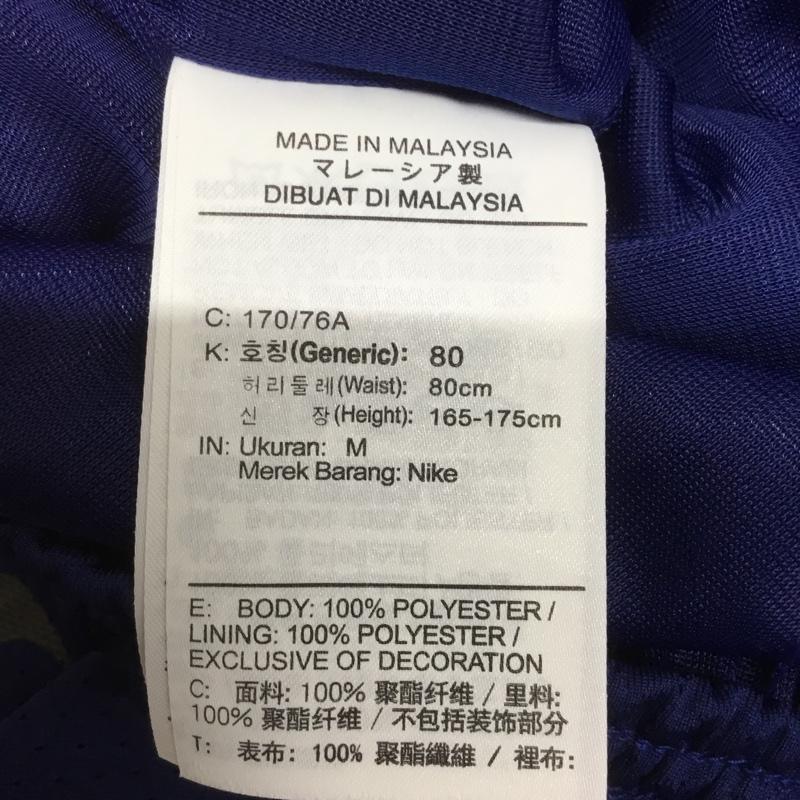 MADE IN MALAYSIA
マレーシア製
DIBUAT DI MALAYSIA
C: 170/76A
K: 호칭(Generic): 80
허리둘레(Waist): 80cm
신 장(Height): 165-175cm
IN: Ukuran: M
Merek Barang: Nike
E: BODY: 100% POLYESTER /
LINING: 100% POLYESTER /
EXCLUSIVE OF DECORATION
C: 面料: 100% 聚酯纤维 / 里料:
100% 聚酯纤维 / 不包括装饰部分
T: 表布: 100% 聚酯纖維 / 裡布: